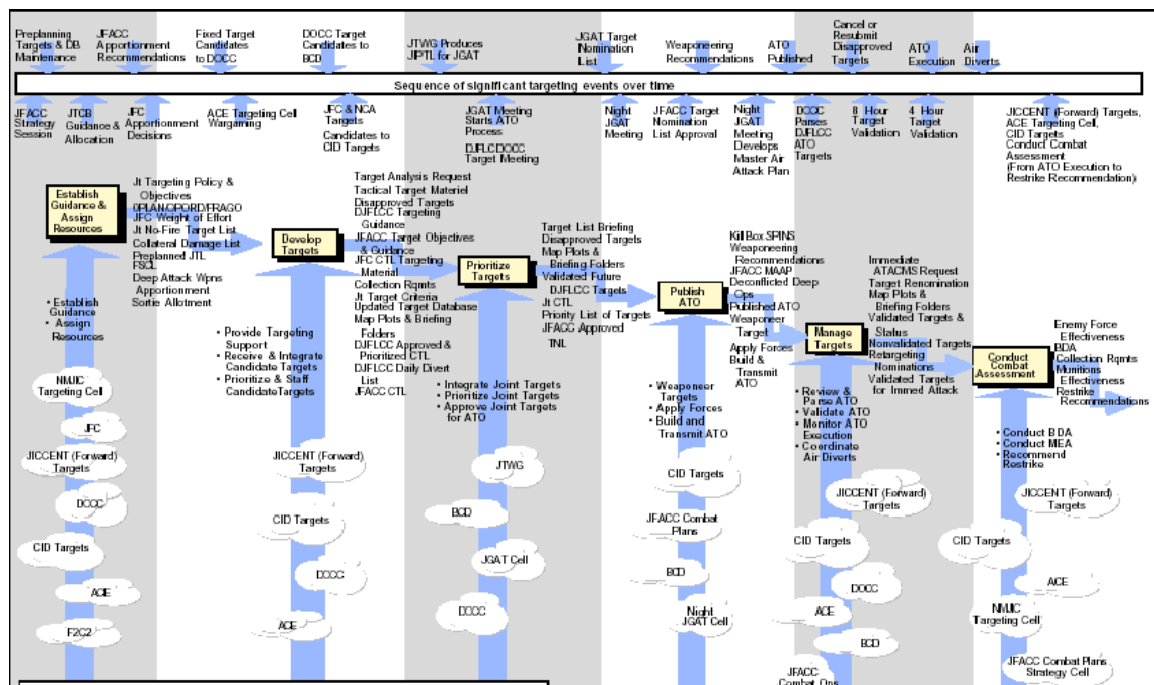 Preplanning
Targets & DB
Maintenance
JFACC
Apportionment
Recommendations
Fixed Target
Candidates
to DOCC
DOCC Target
Candidates to
BCD
JTWG Produces
JIPTL for JGAT
JGAT Target
Nomination
List
Weaponeering
Recommendations
ATO
Published
Cancel or
Resubmit
Disapproved
Targets
ATO
Execution
Air
Diverts
Sequence of significant targeting events over time
JFACC
Strategy
Session
JTCB
Guidance &
Allocation
JFC
Apportionment
Decisions
ACE Targeting Cell
Wargaming
JFC & NCA
Targets
Candidates to
CID Targets
JGAT Meeting
Starts ATO
Process
DJFLC DOCC
Target Meeting
Night
JGAT
Meeting
JFACC Target
Nomination
List Approval
Night
JGAT
Meeting
Develops
Master Air
Attack Plan
DOCC
Parses
DJFLCC
ATO
Targets
8 Hour
Target
Validation
4 Hour
Target
Validation
JICCENT (Forward) Targets,
ACE Targeting Cell,
CID Targets
Conduct Combat
Assessment
(From ATO Execution to
Restrike Recommendation)
Establish
Guidance &
Assign
Resources
Jt Targeting Policy &
Objectives
OPLAN/OPORD/FRAGO
JFC Weight of Effort
Jt No-Fire Target List
Collateral Damage List
Preplanned JTL
FSCL
Deep Attack Wpns
Apportionment
Sortie Allotment
• Establish
Guidance
• Assign
Resources
Develop
Targets
Target Analysis Request
Tactical Target Materiel
Disapproved Targets
DJFLCC Targeting
Guidance
JFACC Target Objectives
& Guidance
JFC CTL Targeting
Material
Collection Rqmts
Jt Target Criteria
Updated Target Database
Map Plots & Briefing
Folders
DJFLCC Approved &
Prioritized CTL
DJFLCC Daily Divert
List
JFACC CTL
• Provide Targeting
Support
• Receive & Integrate
Candidate Targets
• Prioritize & Staff
Candidate Targets
Prioritize
Targets
Target List Briefing
Disapproved Targets
Map Plots &
Briefing Folders
Validated Future
DJFLCC Targets
Jt CTL
Priority List of Targets
JFACC Approved
TNL
• Integrate Joint Targets
• Prioritize Joint Targets
• Approve Joint Targets
for ATO
Publish
ATO
Kill Box SPINS
Weaponeering
Recommendations
JFACC MAAP
Deconflicted Deep
Ops
Published ATO
Weaponeer
Target
Apply Forces
Build &
Transmit
ATO
• Weaponeer
Targets
• Apply Forces
• Build and
Transmit ATO
Manage
Targets
Immediate
ATACMS Request
Target Renomination
Map Plots &
Briefing Folders
Validated Targets &
Status
Nonvalidated Targets
Retargeting
Nominations
Validated Targets
for Immed Attack
• Review &
Parse ATO
• Validate ATO
• Monitor ATO
Execution
• Coordinate
Air Diverts
Conduct
Combat
Assessment
Enemy Force
Effectiveness
BDA
Collection Rqmts
Munitions
Effectiveness
Restrike
Recommendations
• Conduct BDA
• Conduct MEA
• Recommend
Restrike
NMJIC
Targeting Cell
JFC
JICCENT (Forward)
Targets
DOCC
CID Targets
ACE
F2C2
JICCENT (Forward)
Targets
CID Targets
DOCC
ACE
JTWG
BCD
JGAT Cell
DOCC
CID Targets
JFACC Combat
Plans
BCD
Night
JGAT Cell
JICCENT (Forward)
Targets
CID Targets
DOCC
ACE
BCD
JFACC
Combat Ops
JICCENT (Forward)
Targets
CID Targets
ACE
NMJIC
Targeting Cell
JFACC Combat Plans
Strategy Cell